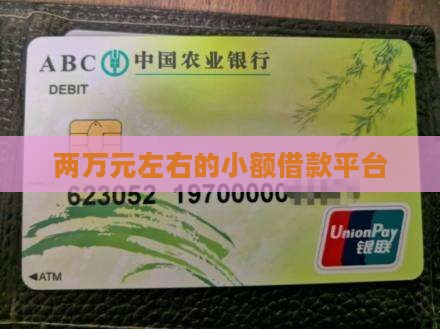 ABC 中国农业银行
DEBIT
两万元左右的小额借款平台
623052 19700000
UnionPay
银联
◀ATM